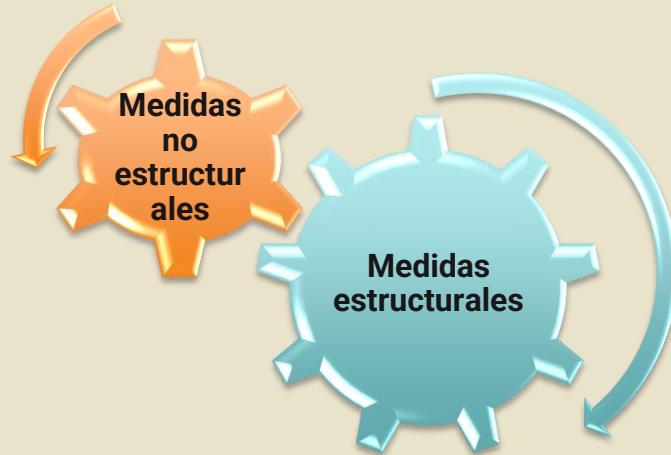 Medidas
no
estructur
ales
Medidas
estructurales